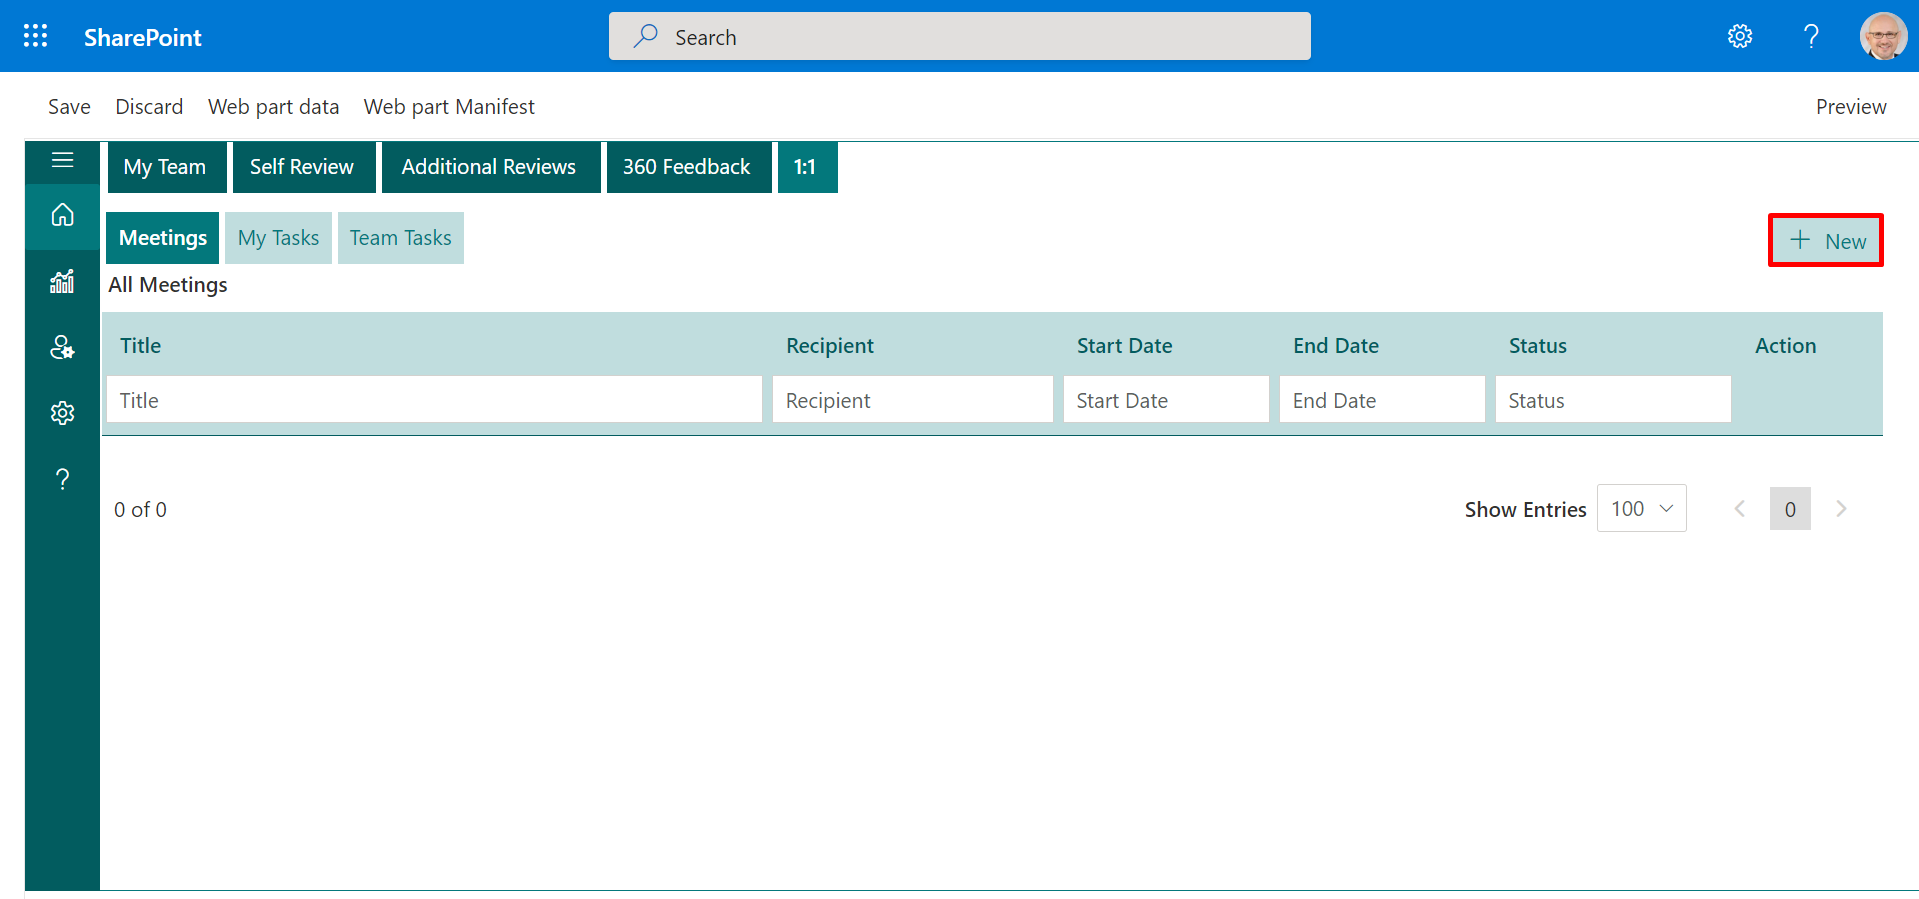 SharePoint
Search
Save Discard Web part data Web part Manifest Preview
My Team Self Review Additional Reviews 360 Feedback 1:1
Meetings My Tasks Team Tasks + New
All Meetings
Title Recipient Start Date End Date Status Action
Title Recipient Start Date End Date Status
0 of 0 Show Entries 100 0